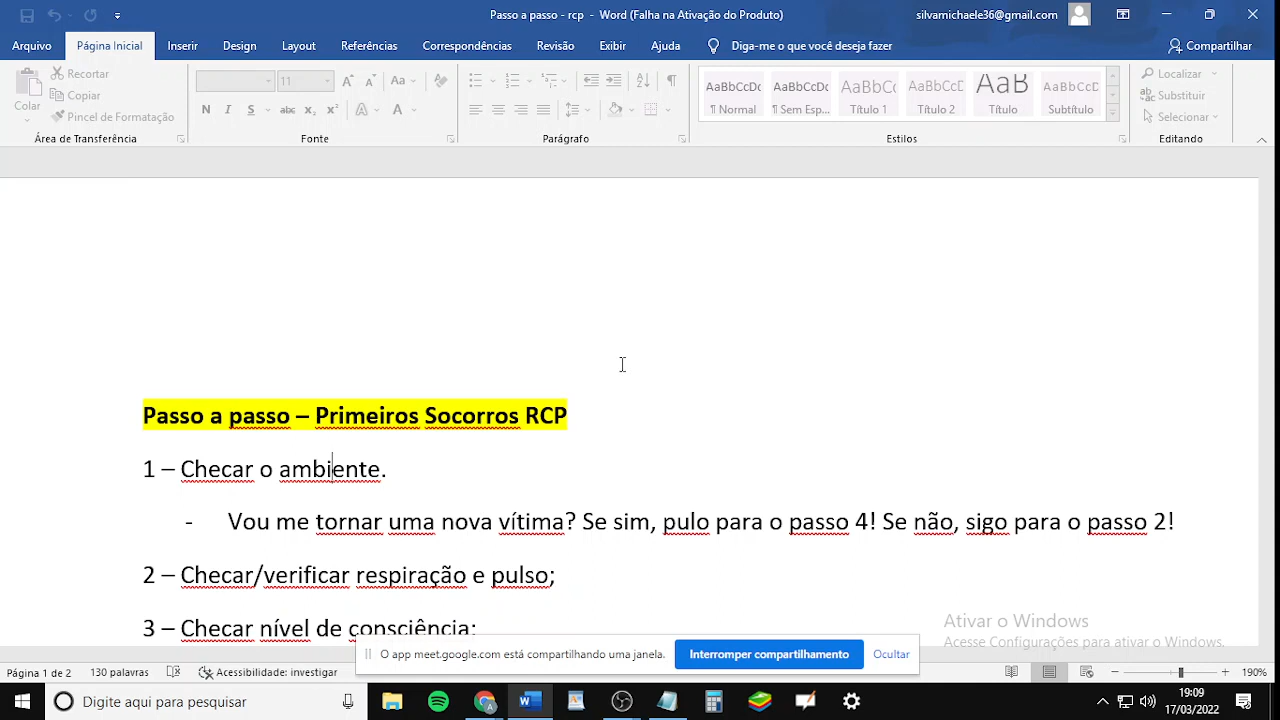 Passo a passo - rcp - Word (Falha na Ativação do Produto)
silvamichaele36@gmail.com
Arquivo Página Inicial Inserir Design Layout Referências Correspondências Revisão Exibir Ajuda Diga-me o que você deseja fazer Compartilhar
Colar
Recortar
Copiar
Pincel de Formatação
Área de Transferência
11
Aa
N I S abc x₂ x²
A A
Fonte
Parágrafo
AaBbCcDc AaBbCcDc AaBbCc AaBbCcD AaB AaBbCcD
¶ Normal ¶ Sem Esp... Título 1 Título 2 Título Subtítulo
Estilos
Localizar
Substituir
Selecionar
Editando
Passo a passo – Primeiros Socorros RCP
1 – Checar o ambiente.
- Vou me tornar uma nova vítima? Se sim, pulo para o passo 4! Se não, sigo para o passo 2!
2 – Checar/verificar respiração e pulso;
3 – Checar nível de consciência;
Ativar o Windows
Acesse Configurações para ativar o Windows.
O app meet.google.com está compartilhando uma janela. Interromper compartilhamento Ocultar
Página 1 de 2 130 palavras Acessibilidade: investigar 190%
Digite aqui para pesquisar
19:09
17/03/2022